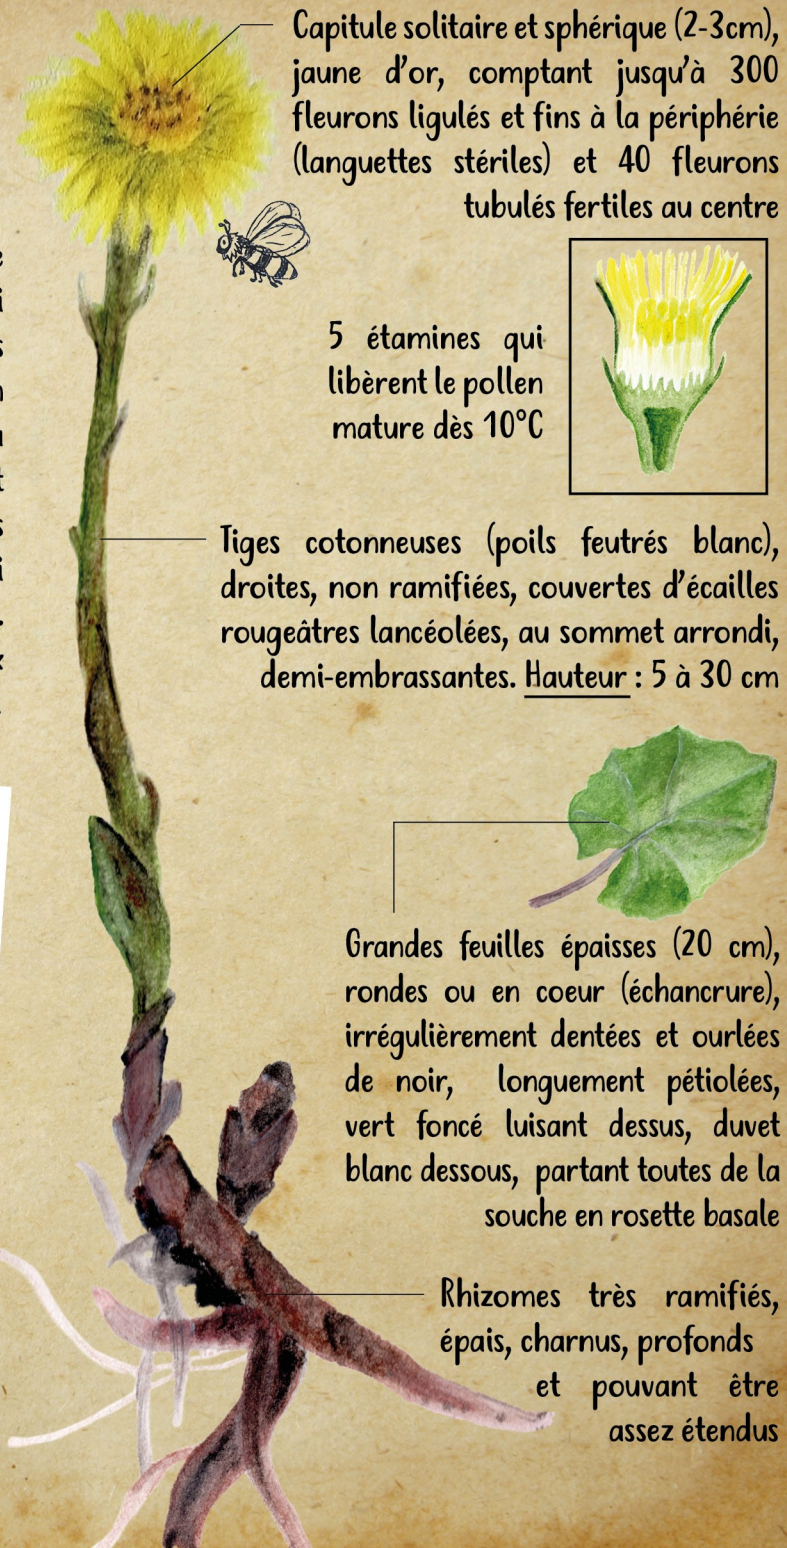 Capitule solitaire et sphérique (2-3cm),
jaune d'or, comptant jusqu'à 300
fleurons ligulés et fins à la périphérie
(languettes stériles) et 40 fleurons
tubulés fertiles au centre
5 étamines qui
libèrent le pollen
mature dès 10°C
Tiges cotonneuses (poils feutrés blanc),
droites, non ramifiées, couvertes d'écailles
rougeâtres lancéolées, au sommet arrondi,
demi-embrassantes. Hauteur : 5 à 30 cm
Grandes feuilles épaisses (20 cm),
rondes ou en coeur (échancrure),
irrégulièrement dentées et ourlées
de noir, longuement pétiolées,
vert foncé luisant dessus, duvet
blanc dessous, partant toutes de la
souche en rosette basale
Rhizomes très ramifiés,
épais, charnus, profonds
et pouvant être
assez étendus